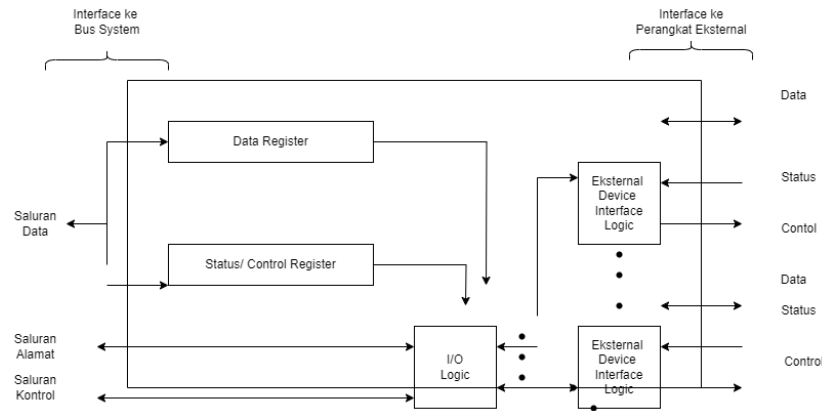 Interface ke
Bus System
Interface ke
Perangkat Eksternal
Data
Data Register
Eksternal
Device
Interface
Logic
Status
Saluran
Data
Contol
Status/ Control Register
Data
Status
Saluran
Alamat
I/O
Logic
Eksternal
Device
Interface
Logic
Control
Saluran
Kontrol